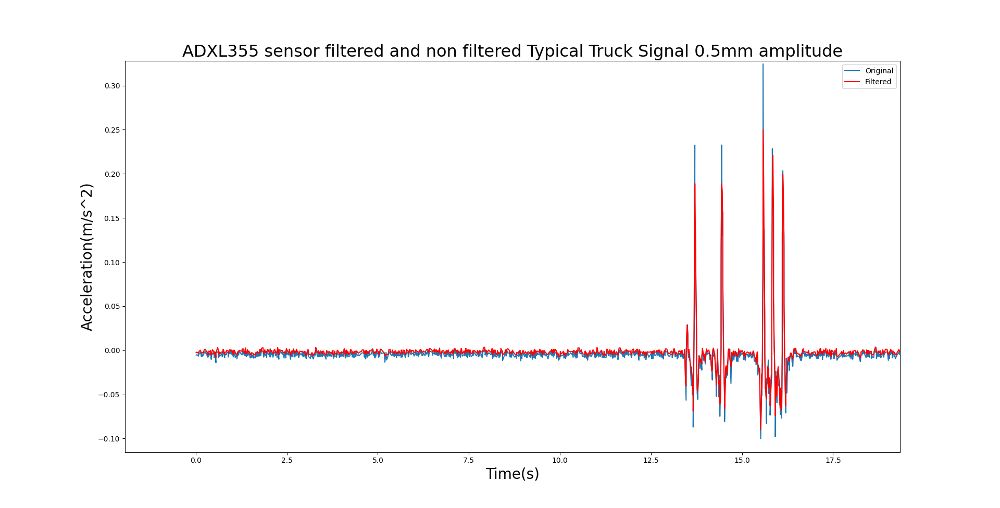 ADXL355 sensor filtered and non filtered Typical Truck Signal 0.5mm amplitude
Original
Filtered
0.30
0.25
0.20
0.15
0.10
0.05
0.00
−0.05
−0.10
Acceleration(m/s^2)
0.0 2.5 5.0 7.5 10.0 12.5 15.0 17.5
Time(s)